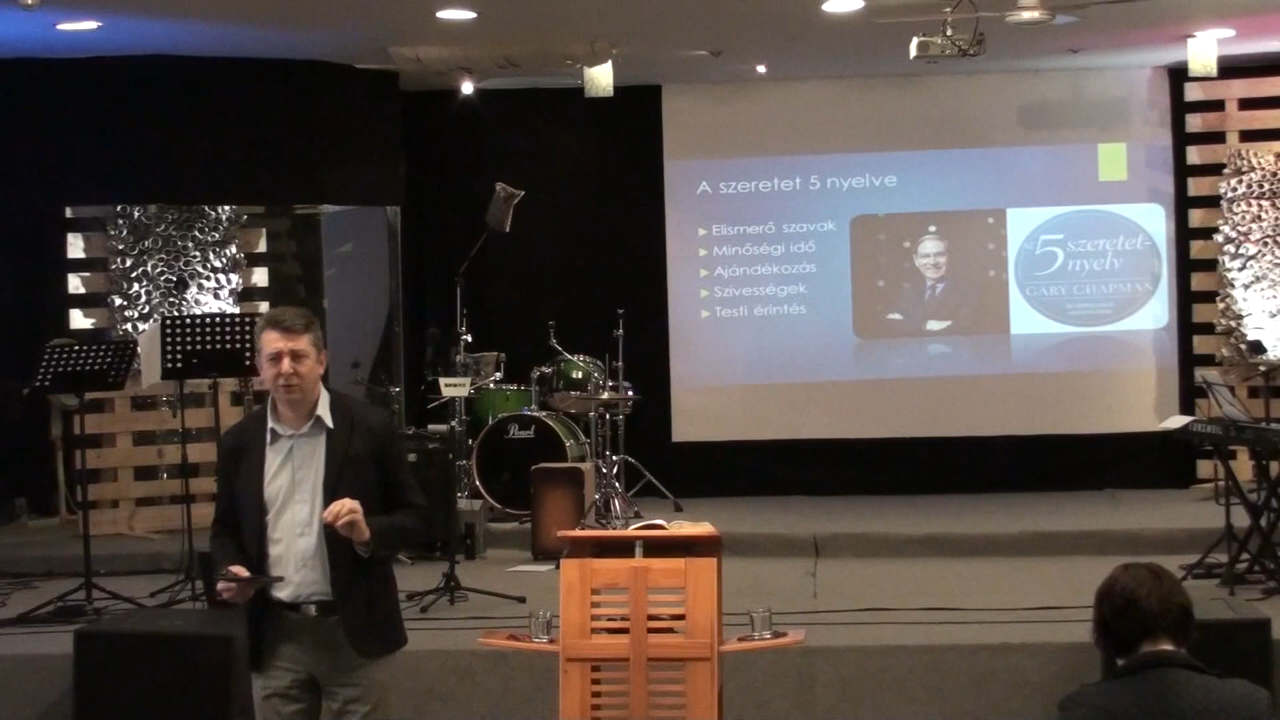 A szeretet 5 nyelve
Elismerő szavak
Minőségi idő
Ajándékozás
Szívességek
Testi érintés
5 szeretet-
nyelv
GARY CHAPMAN
Pearl